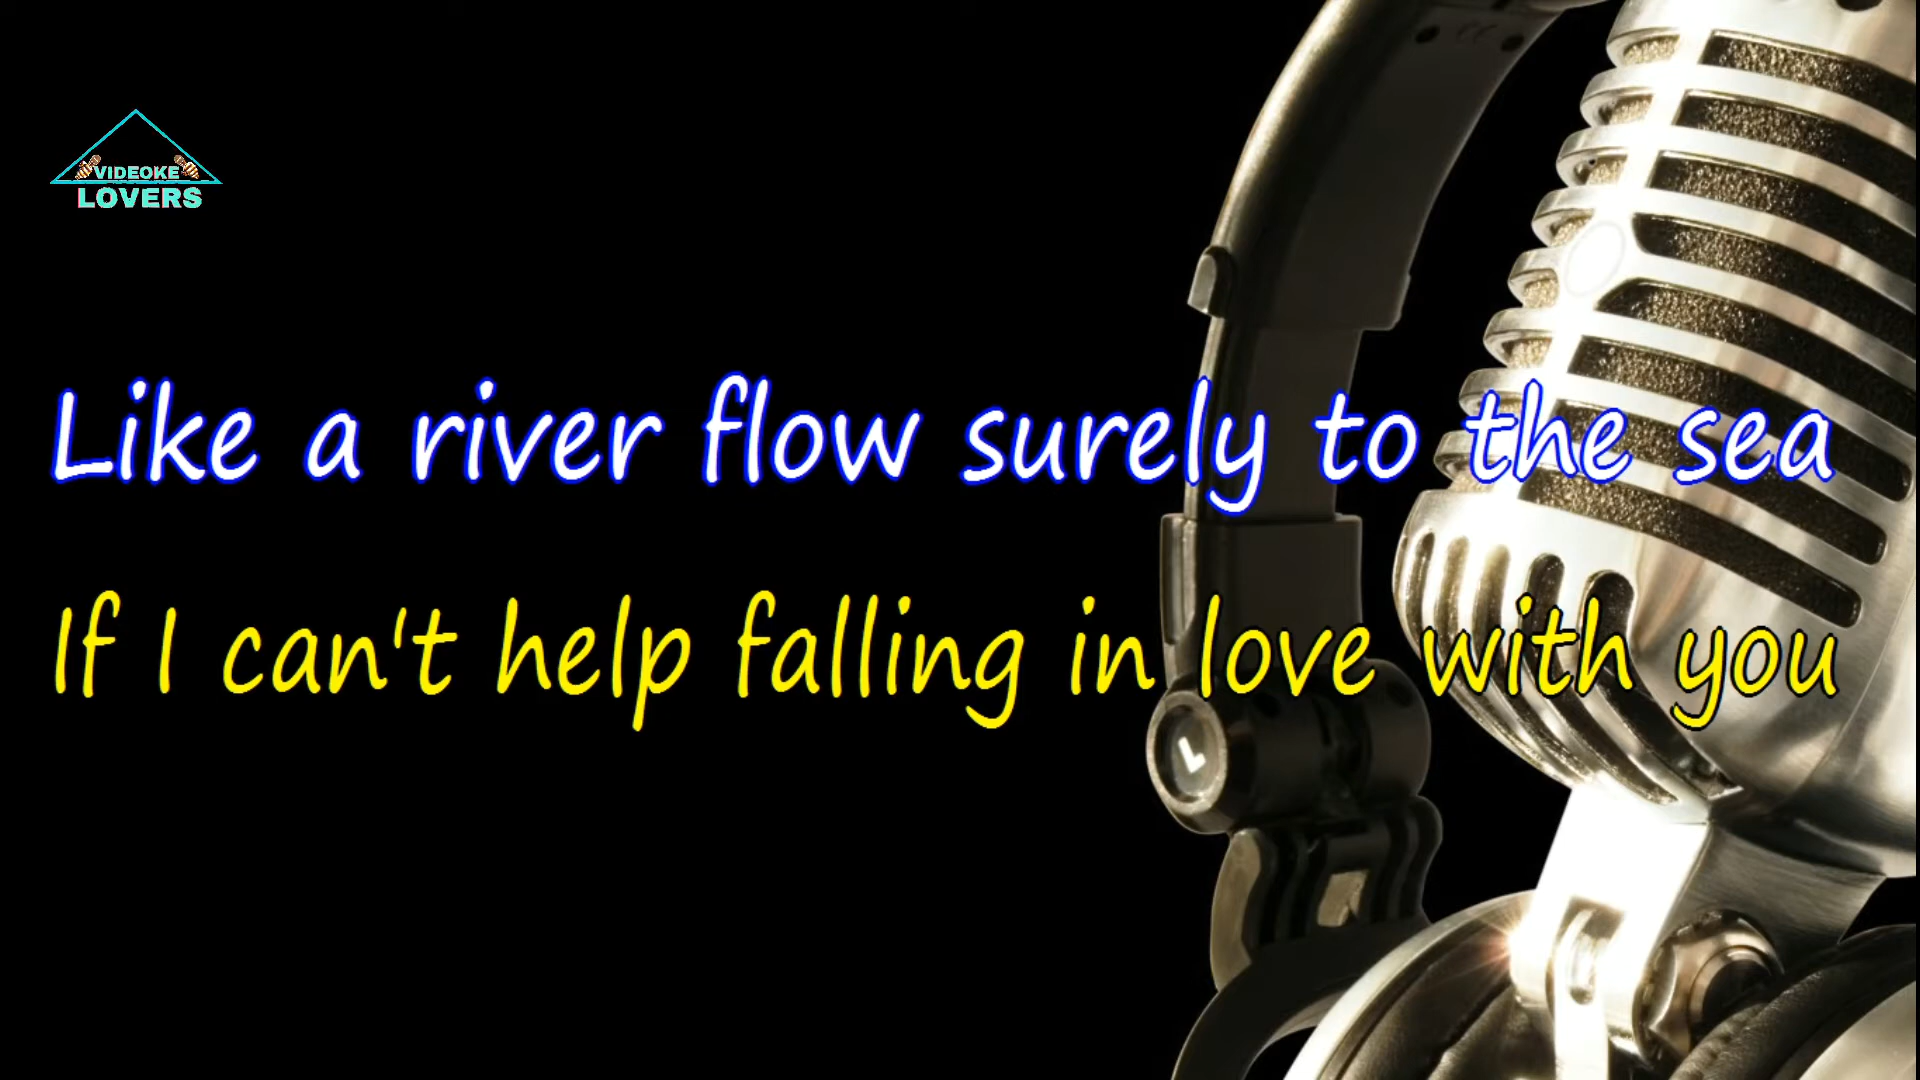 VIDEOKE
LOVERS
Like a river flow surely to the sea
If I can't help falling in love with you
L